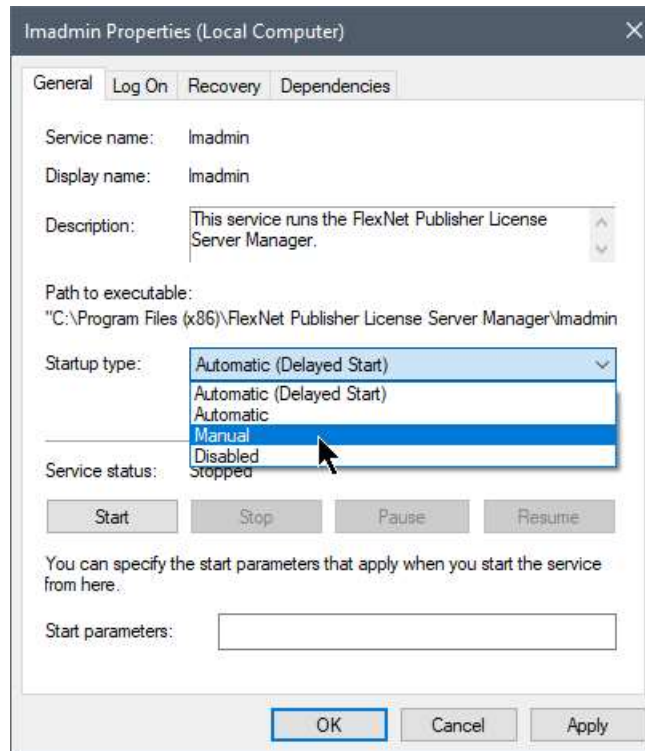 lmadmin Properties (Local Computer)
General Log On Recovery Dependencies
Service name: lmadmin
Display name: lmadmin
Description: This service runs the FlexNet Publisher License
Server Manager.
Path to executable:
"C:\Program Files (x86)\FlexNet Publisher License Server Manager\lmadmin
Startup type: Automatic (Delayed Start)
Automatic (Delayed Start)
Automatic
Manual
Disabled
Service status: Stopped
Start Stop Pause Resume
You can specify the start parameters that apply when you start the service
from here.
Start parameters:
OK Cancel Apply